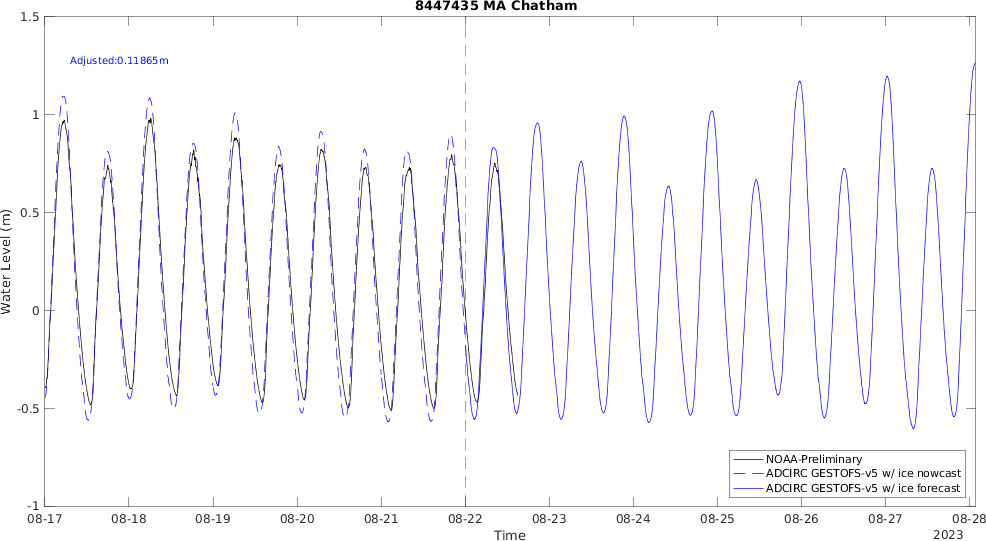 8447435 MA Chatham
1.5
1
0.5
0
-0.5
-1
Water Level (m)
Adjusted:0.11865m
NOAA-Preliminary
ADCIRC GESTOFS-v5 w/ ice nowcast
ADCIRC GESTOFS-v5 w/ ice forecast
08-17 08-18 08-19 08-20 08-21 08-22 08-23 08-24 08-25 08-26 08-27 08-28
Time
2023